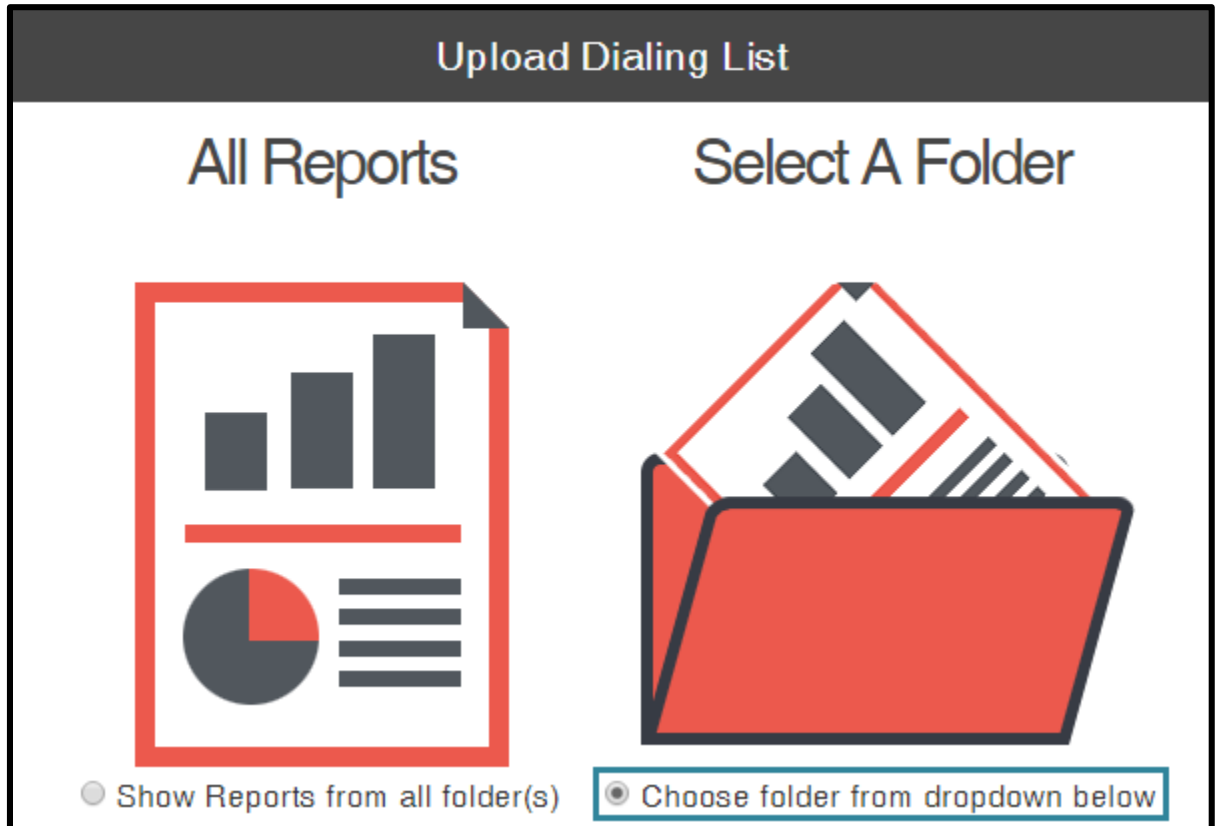 Upload Dialing List
All Reports
Select A Folder
Show Reports from all folder(s)
Choose folder from dropdown below